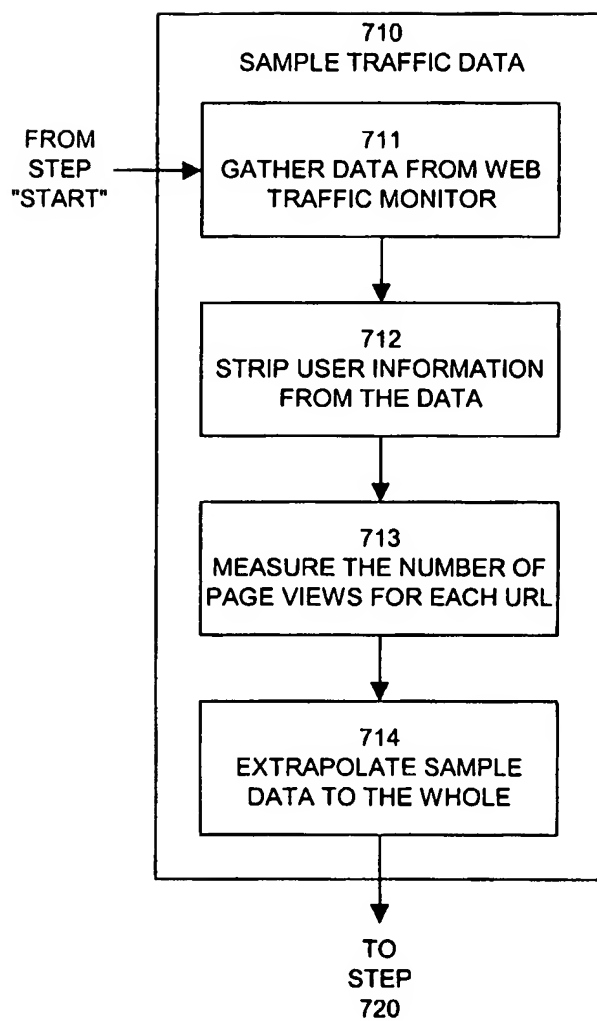 710
SAMPLE TRAFFIC DATA
FROM
STEP
"START"
711
GATHER DATA FROM WEB
TRAFFIC MONITOR
712
STRIP USER INFORMATION
FROM THE DATA
713
MEASURE THE NUMBER OF
PAGE VIEWS FOR EACH URL
714
EXTRAPOLATE SAMPLE
DATA TO THE WHOLE
TO
STEP
720